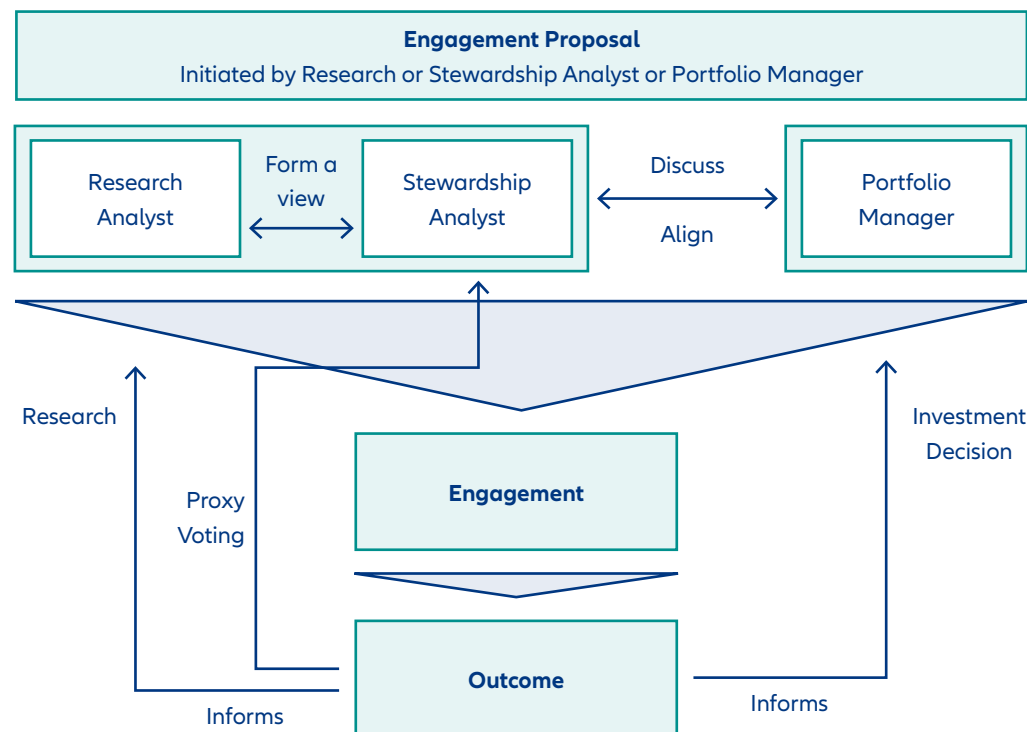 Engagement Proposal
Initiated by Research or Stewardship Analyst or Portfolio Manager
Research
Analyst
Form a
view
Stewardship
Analyst
Discuss
Align
Portfolio
Manager
Research
Proxy
Voting
Engagement
Investment
Decision
Outcome
Informs
Informs